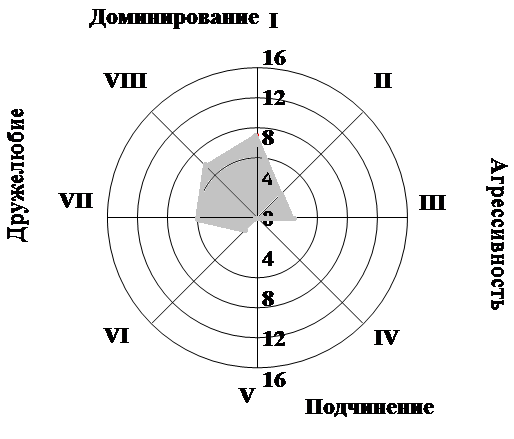 Доминирование I
VIII
II
16
12
8
4
0
4
8
12
16
Дружелюбие
VII
III
Агрессивность
VI
IV
V
Подчинение